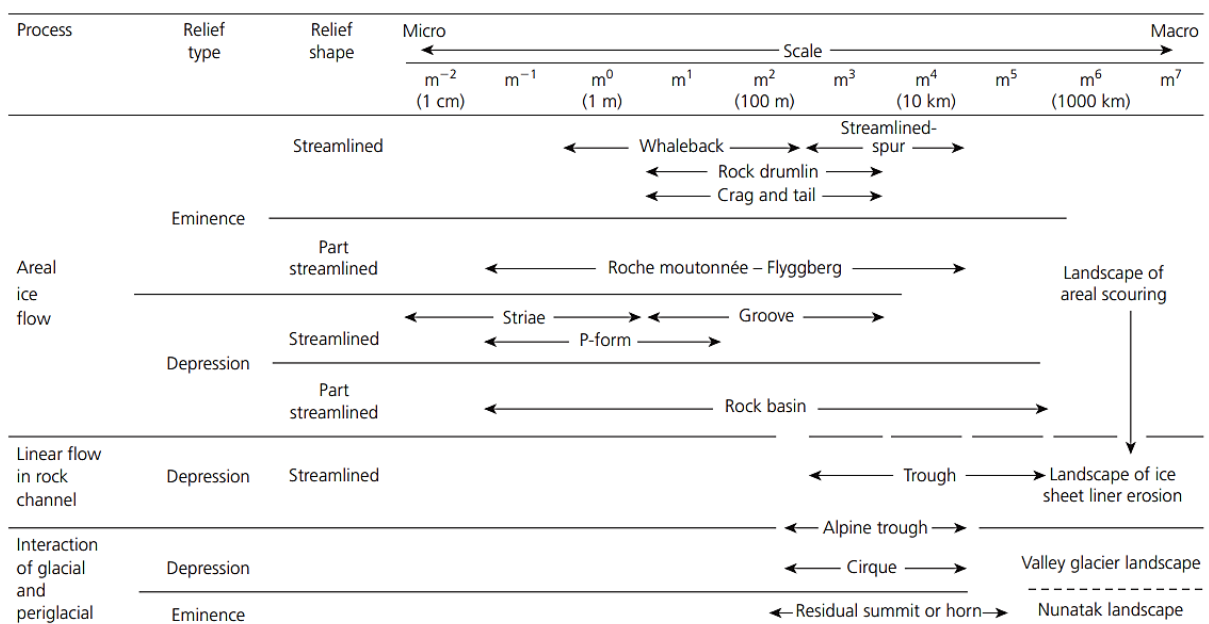 Process Relief type Relief shape Micro Macro
Scale
m⁻² (1 cm) m⁻¹ m⁰ (1 m) m¹ m² (100 m) m³ m⁴ (10 km) m⁵ m⁶ (1000 km) m⁷
Streamlined Whaleback Streamlined-spur
Rock drumlin
Crag and tail
Eminence
Part streamlined Roche moutonnée – Flyggberg
Areal ice flow
Landscape of areal scouring
Striae Groove
Streamlined P-form
Depression
Part streamlined Rock basin
Linear flow in rock channel Depression Streamlined Trough Landscape of ice sheet liner erosion
Alpine trough
Interaction of glacial and periglacial
Depression Cirque Valley glacier landscape
Eminence Residual summit or horn Nunatak landscape